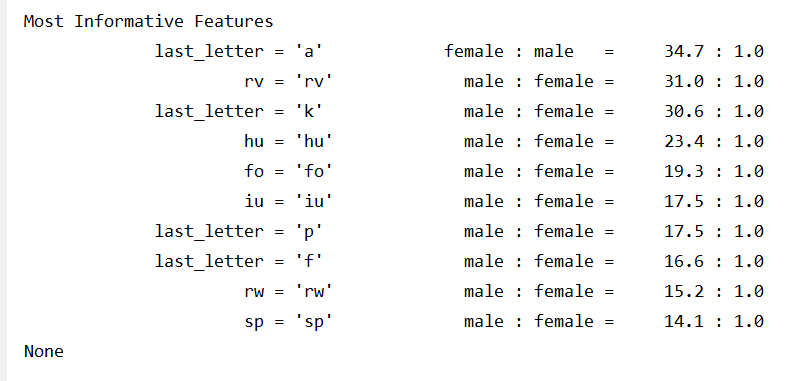 Most Informative Features
last_letter = 'a' female : male = 34.7 : 1.0
rv = 'rv' male : female = 31.0 : 1.0
last_letter = 'k' male : female = 30.6 : 1.0
hu = 'hu' male : female = 23.4 : 1.0
fo = 'fo' male : female = 19.3 : 1.0
iu = 'iu' male : female = 17.5 : 1.0
last_letter = 'p' male : female = 17.5 : 1.0
last_letter = 'f' male : female = 16.6 : 1.0
rw = 'rw' male : female = 15.2 : 1.0
sp = 'sp' male : female = 14.1 : 1.0
None